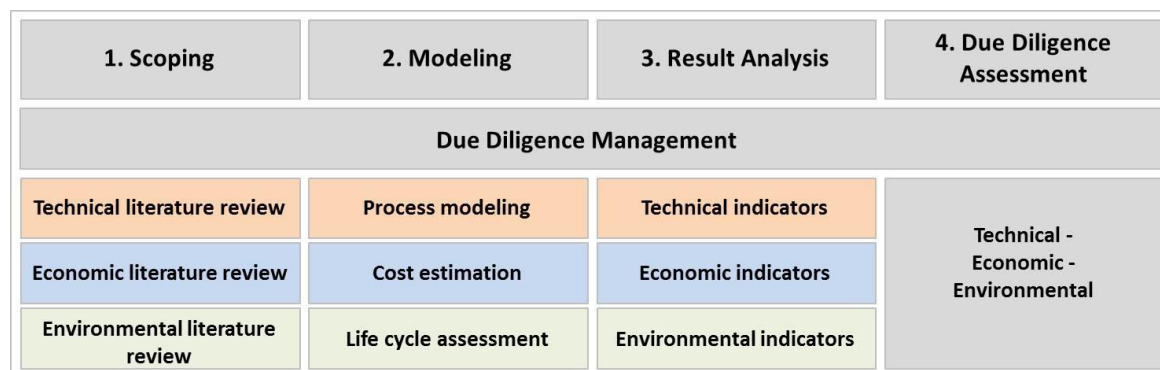 1. Scoping
2. Modeling
3. Result Analysis
4. Due Diligence
Assessment
Due Diligence Management
Technical literature review
Process modeling
Technical indicators
Economic literature review
Cost estimation
Economic indicators
Environmental literature
review
Life cycle assessment
Environmental indicators
Technical -
Economic -
Environmental